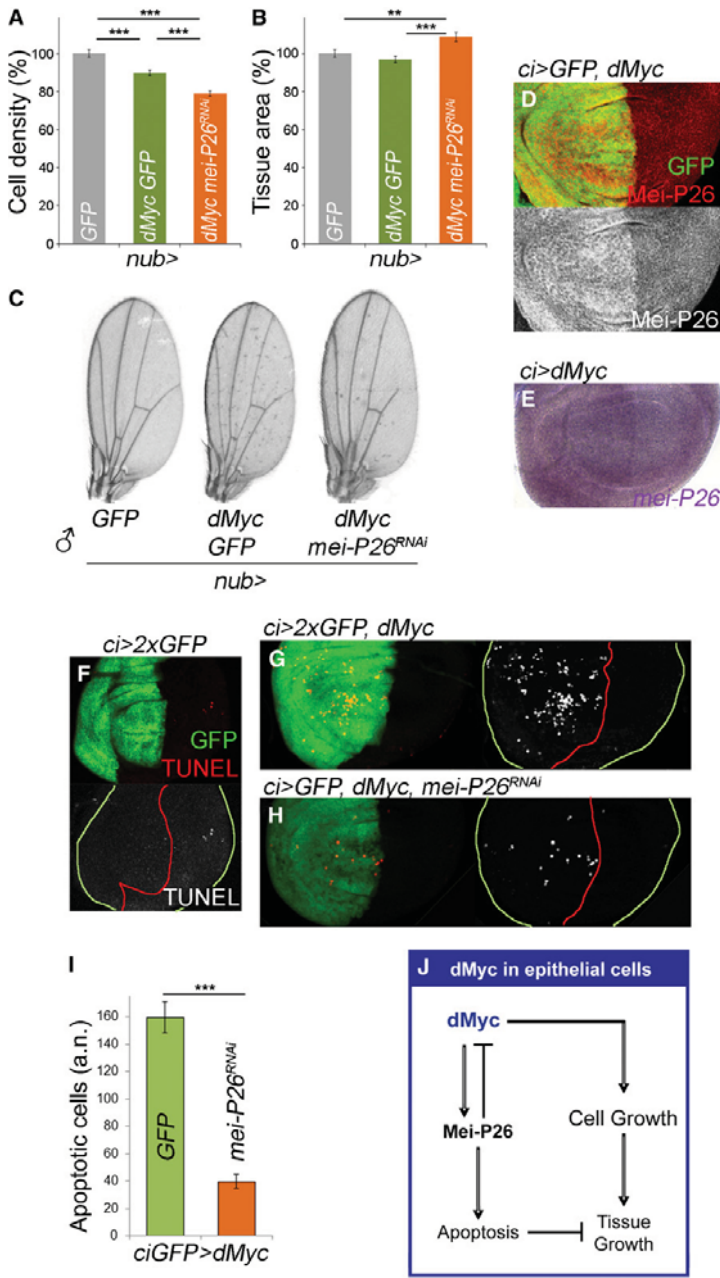 A
***
***
***
Cell density (%)
120
100
80
60
40
20
0
GFP
dMyc GFP
dMyc mei-P26RNAi
nub>
B
**
***
Tissue area (%)
120
100
80
60
40
20
0
GFP
dMyc GFP
dMyc mei-P26RNAi
nub>
C
♂
GFP
dMyc
GFP
dMyc
mei-P26RNAi
nub>
ci>GFP, dMyc
D
GFP
Mei-P26
Mei-P26
ci>dMyc
E
mei-P26
ci>2xGFP
F
GFP
TUNEL
TUNEL
ci>2xGFP, dMyc
G
ci>GFP, dMyc, mei-P26RNAi
H
I
***
Apoptotic cells (a.n.)
160
140
120
100
80
60
40
20
0
GFP
mei-P26RNAi
ciGFP>dMyc
J dMyc in epithelial cells
dMyc
Mei-P26
Cell Growth
Apoptosis
Tissue
Growth